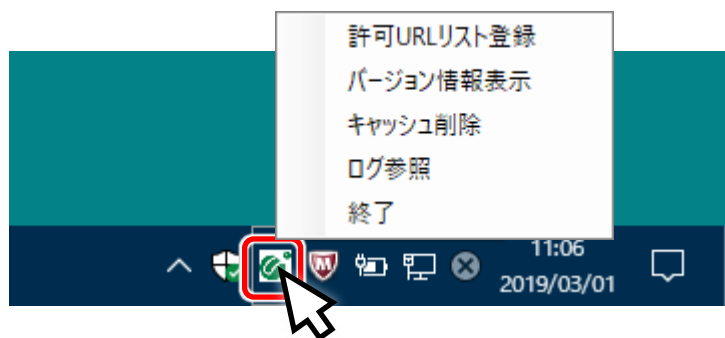 許可URLリスト登録
バージョン情報表示
キャッシュ削除
ログ参照
終了
11:06
2019/03/01